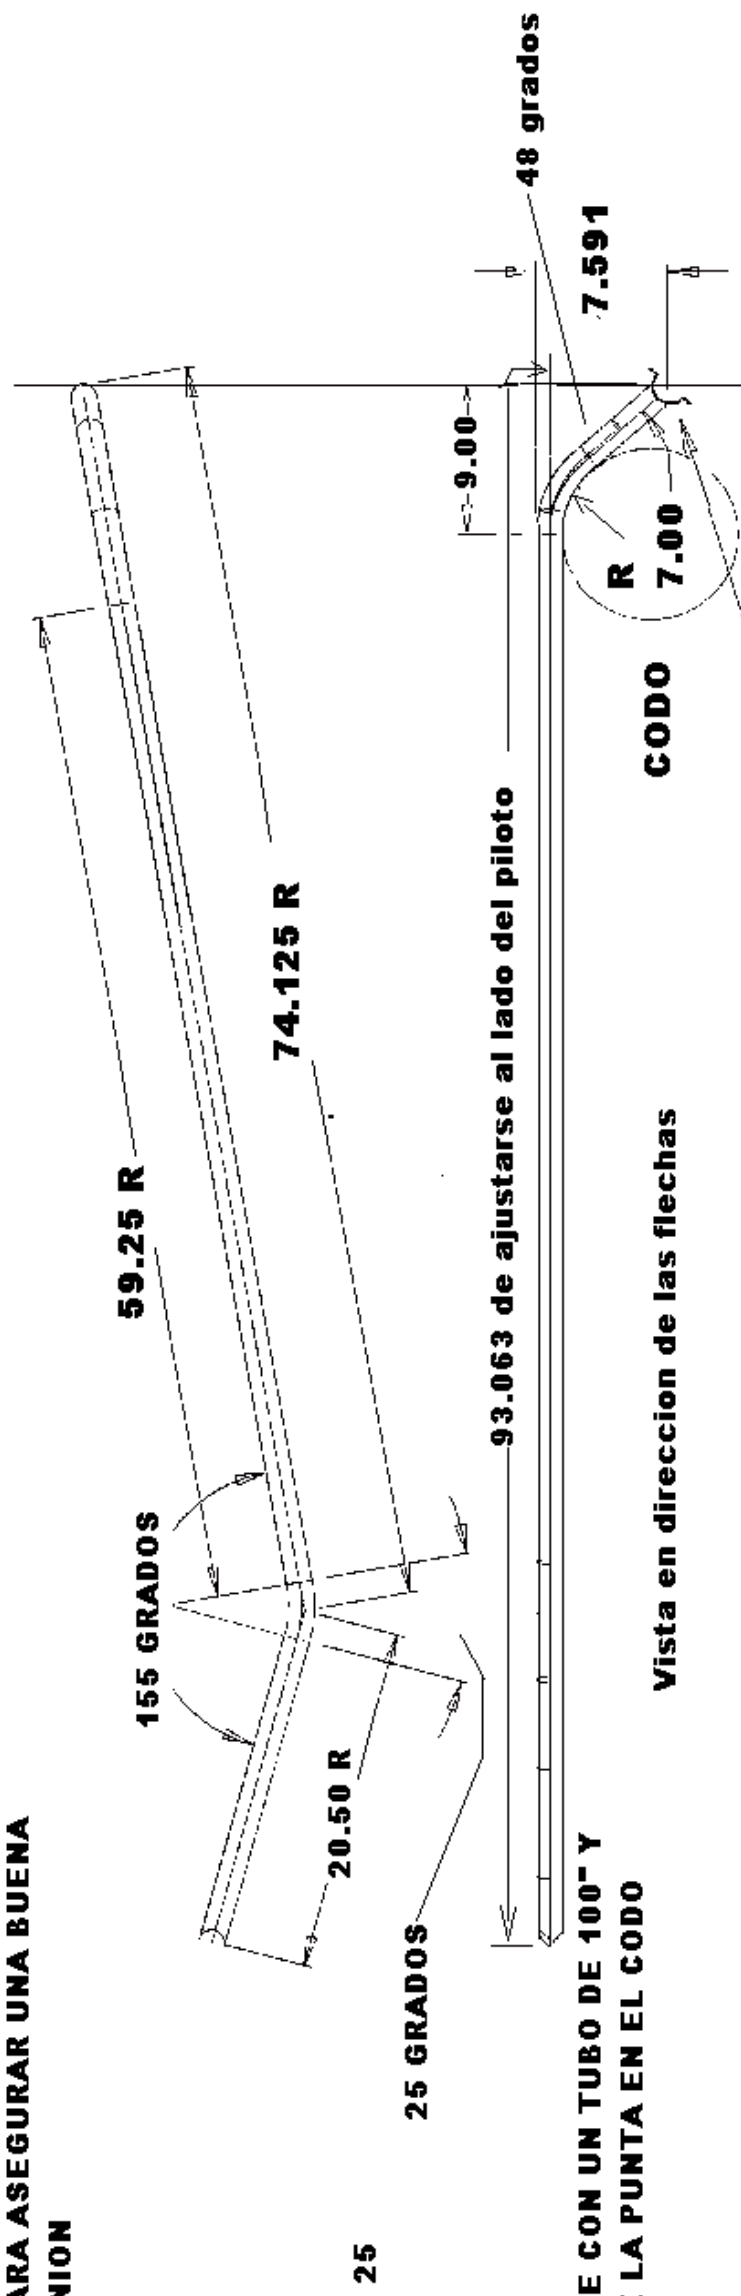 ARA ASEGURAR UNA BUENA
NION
25
59.25 R
155 GRADOS
74.125 R
20.50 R
25 GRADOS
93.063 de ajustarse al lado del piloto
9.00
48 grados
7.591
R
7.00
CODO
Vista en direccion de las flechas
E CON UN TUBO DE 100" Y
LA PUNTA EN EL CODO